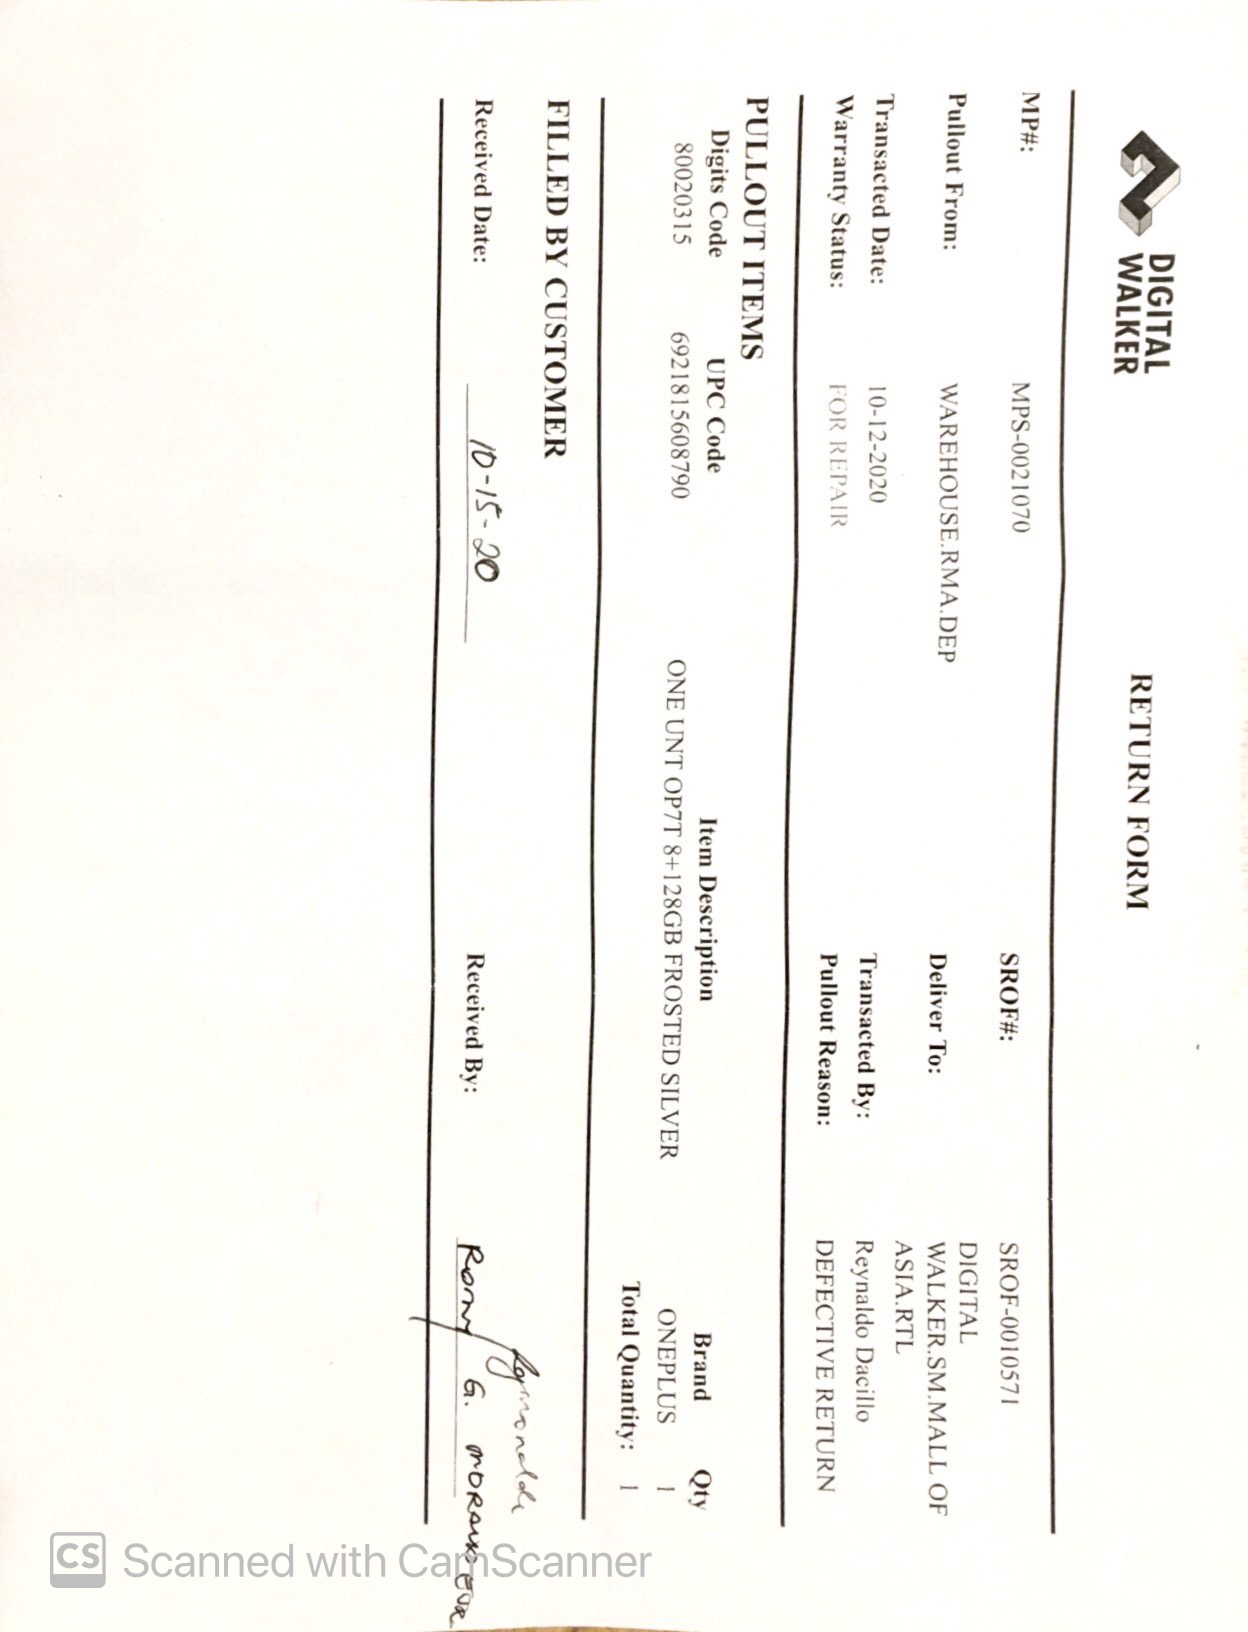 DIGITAL
WALKER
RETURN FORM
MP#: MPS-0021070 SROF#: SROF-0010571
Pullout From: WAREHOUSE.RMA.DEP Deliver To: DIGITAL
WALKER.SM.MALL OF
ASIA.RTL
Transacted Date: 10-12-2020 Transacted By: Reynaldo Dacillo
Warranty Status: FOR REPAIR Pullout Reason: DEFECTIVE RETURN
PULLOUT ITEMS
Digits Code UPC Code Item Description Brand Qty
80020315 6921815608790 ONE UNT OP7T 8+128GB FROSTED SILVER ONEPLUS 1
Total Quantity: 1
FILLED BY CUSTOMER
Received Date: 10-15-20 Received By: G.
CS Scanned with CamScanner